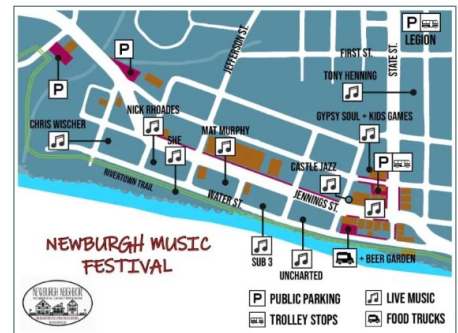 P
LEGION
STATE ST.
FIRST ST.
JEFFERSON ST.
P
P
TONY HENNING
NICK RHOADES
GYPSY SOUL + KIDS GAMES
CHRIS WISCHER
SHE
MAT MURPHY
CASTLE JAZZ
P
RIVERTOWN TRAIL
WATER ST.
JENNINGS ST.
NEWBURGH MUSIC
FESTIVAL
SUB 3
UNCHARTED
+ BEER GARDEN
NEWBURGH NEIGHBOR
P PUBLIC PARKING
LIVE MUSIC
TROLLEY STOPS
FOOD TRUCKS